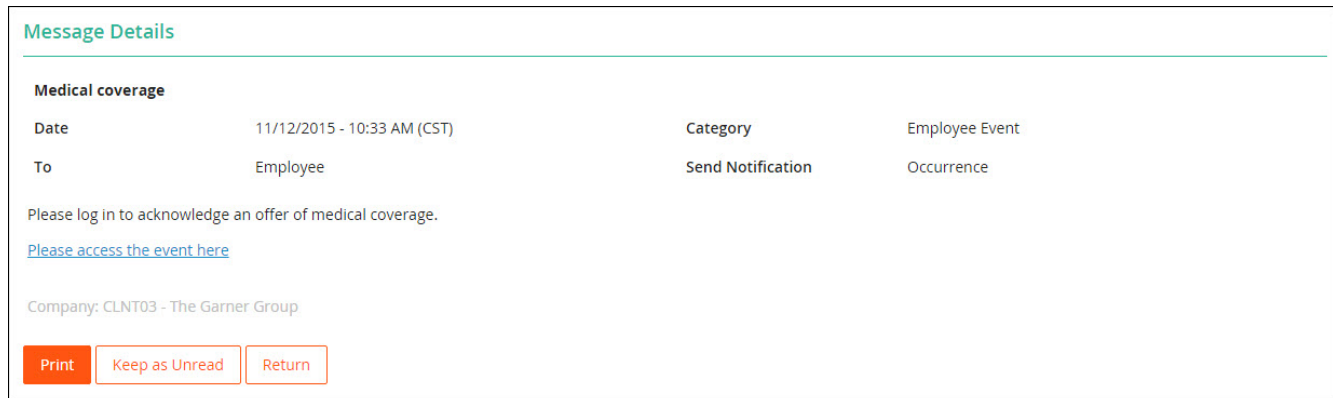 Message Details
Medical coverage
Date 11/12/2015 - 10:33 AM (CST) Category Employee Event
To Employee Send Notification Occurrence
Please log in to acknowledge an offer of medical coverage.
Please access the event here
Company: CLNT03 - The Garner Group
Print Keep as Unread Return